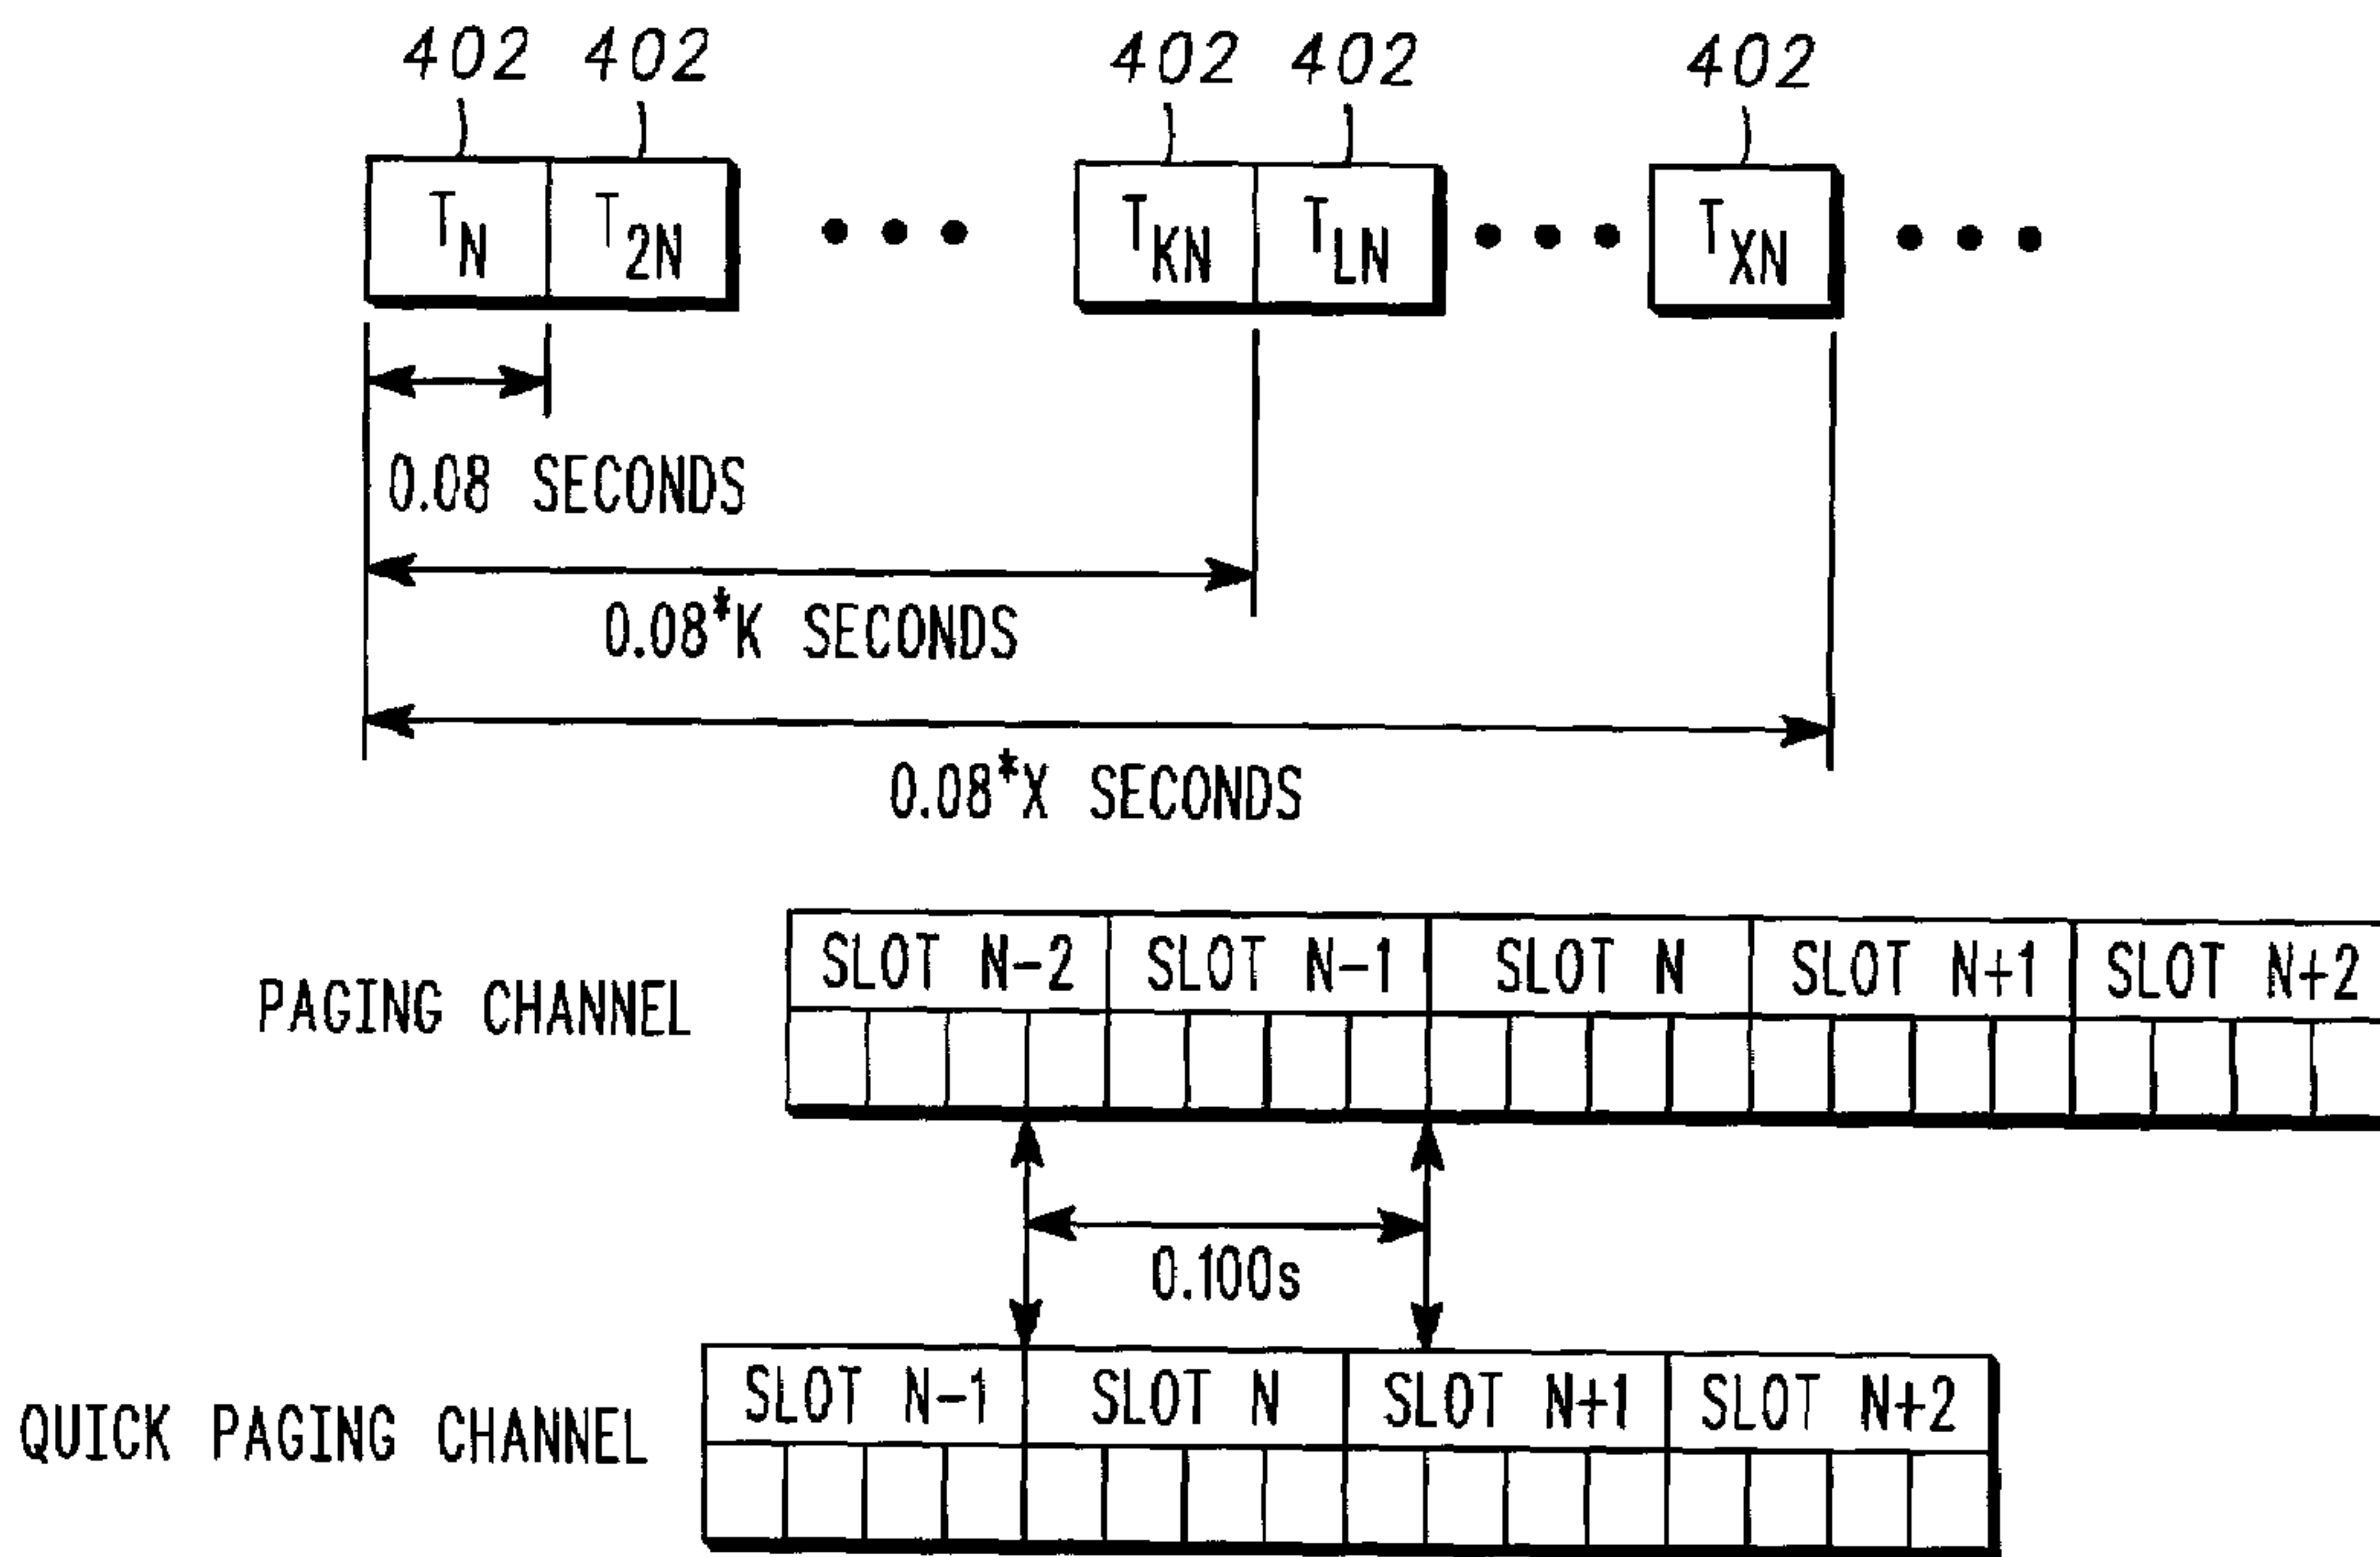 402 402 402 402 402
T_N T_2N T_KN T_LN T_XN
0.08 SECONDS
0.08*K SECONDS
0.08*X SECONDS
PAGING CHANNEL
SLOT N-2 SLOT N-1 SLOT N SLOT N+1 SLOT N+2
0.100s
QUICK PAGING CHANNEL
SLOT N-1 SLOT N SLOT N+1 SLOT N+2